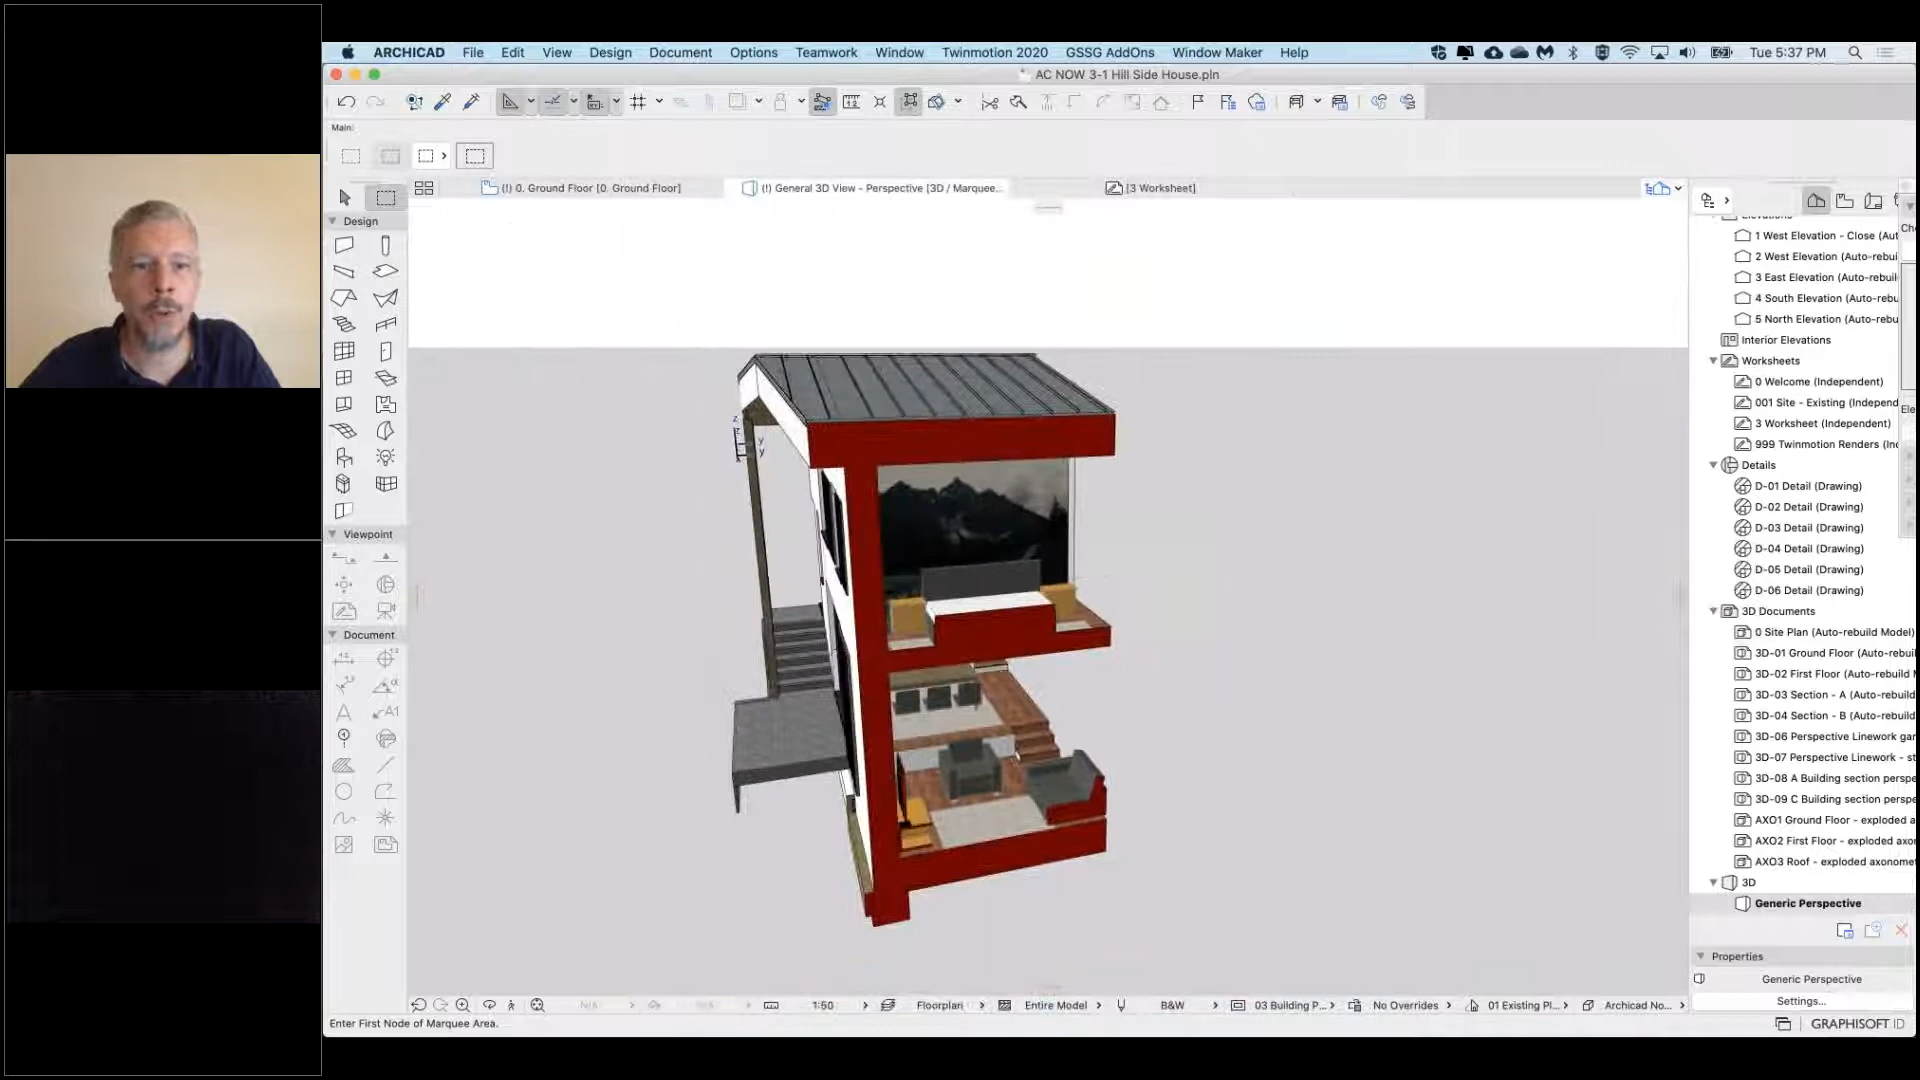 ARCHICAD File Edit View Design Document Options Teamwork Window Twinmotion 2020 GSSG AddOns Window Maker Help Tue 5:37 PM
AC NOW 3-1 Hill Side House.pln
Main:
(!) 0. Ground Floor [0. Ground Floor]
(!) General 3D View - Perspective [3D / Marquee...
[3 Worksheet]
Design
Viewpoint
Document
A A1
Elevations
1 West Elevation - Close (Aut
2 West Elevation (Auto-rebui
3 East Elevation (Auto-rebuil
4 South Elevation (Auto-rebu
5 North Elevation (Auto-rebu
Interior Elevations
Worksheets
0 Welcome (Independent)
001 Site - Existing (Independ
3 Worksheet (Independent)
999 Twinmotion Renders (Inc
Details
D-01 Detail (Drawing)
D-02 Detail (Drawing)
D-03 Detail (Drawing)
D-04 Detail (Drawing)
D-05 Detail (Drawing)
D-06 Detail (Drawing)
3D Documents
0 Site Plan (Auto-rebuild Model)
3D-01 Ground Floor (Auto-rebuil
3D-02 First Floor (Auto-rebuild M
3D-03 Section - A (Auto-rebuild
3D-04 Section - B (Auto-rebuild
3D-06 Perspective Linework gar
3D-07 Perspective Linework - st
3D-08 A Building section perspe
3D-09 C Building section perspe
AXO1 Ground Floor - exploded a
AXO2 First Floor - exploded axon
AXO3 Roof - exploded axonomet
3D
Generic Perspective
Properties
Generic Perspective
Settings...
Cho
Ele
N/A N/A 1:50 Floorplan Entire Model B&W 03 Building P... No Overrides 01 Existing Pl... Archicad No...
Enter First Node of Marquee Area.
GRAPHISOFT ID